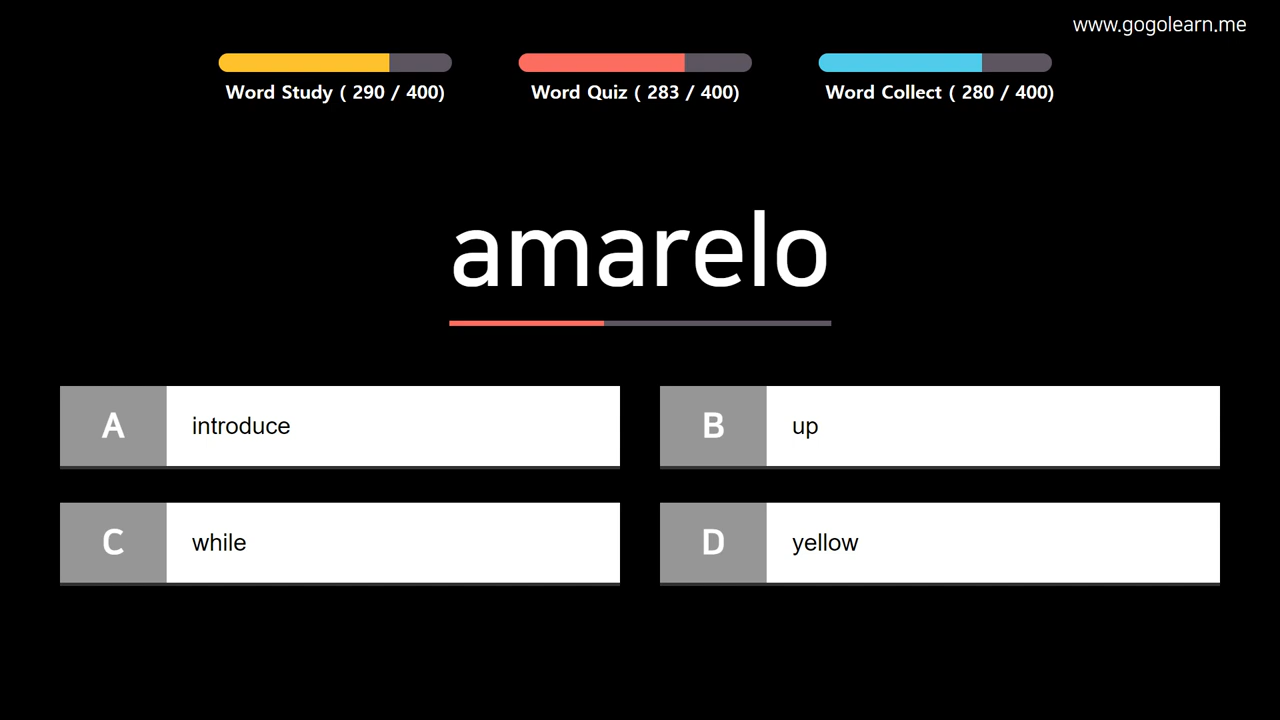 www.gogolearn.me
Word Study ( 290 / 400)
Word Quiz ( 283 / 400)
Word Collect ( 280 / 400)
amarelo
A introduce
B up
C while
D yellow